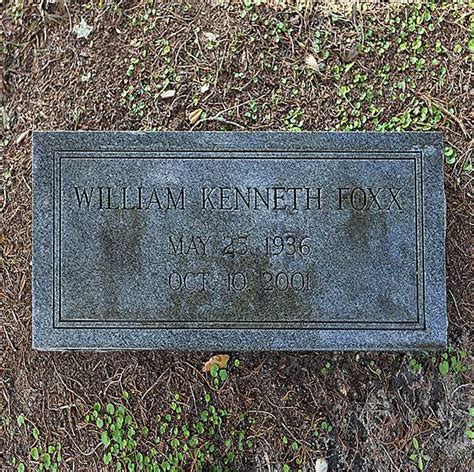 WILLIAM KENNETH FOXX
MAY 25, 1936
OCT. 10, 2001